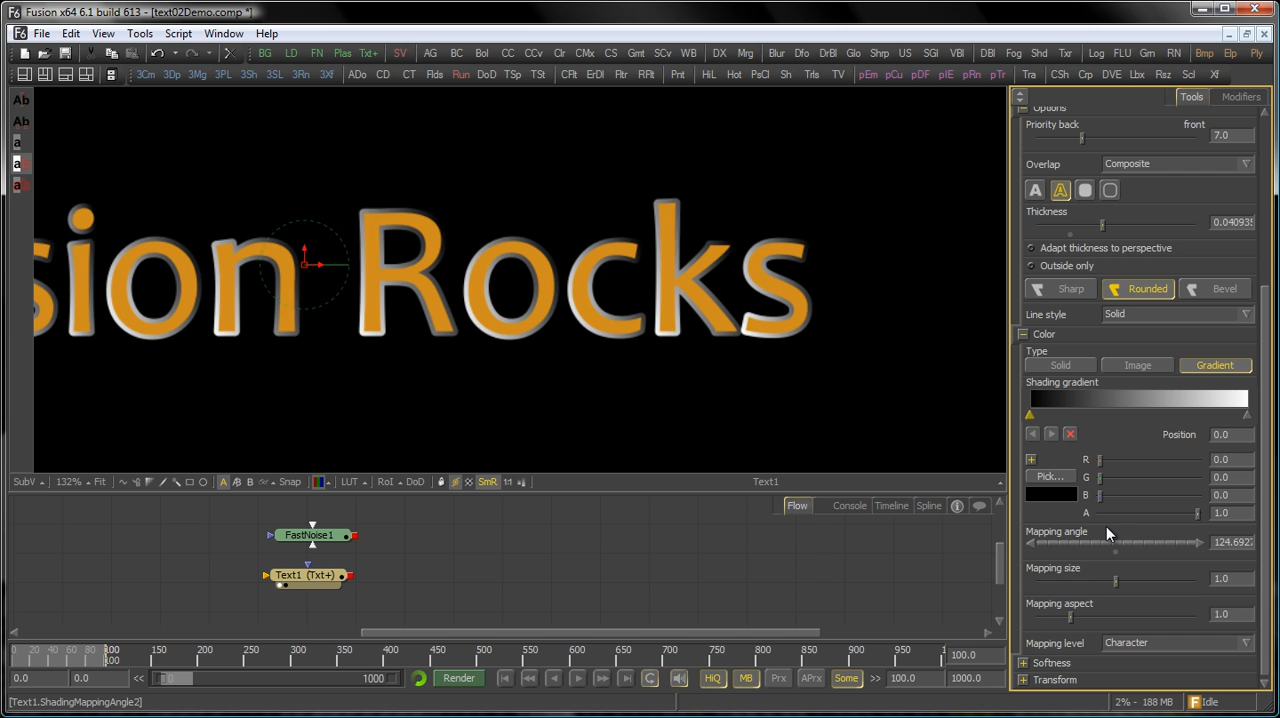 Fusion x64 6.1 build 613 - [text02Demo.comp *]
File Edit View Tools Script Window Help
BG LD FN Plas Txt+ SV AG BC Bol CC CCv Clr CMx CS Gmt SCv WB DX Mrg Blur Dfo DrBl Glo Shrp US SGl VBl DBl Fog Shd Txr Log FLU Grn RN Bmp Elp Ply
3Cm 3Dp 3Mg 3PL 3Sh 3SL 3Rn 3Xf ADo CD CT Flds Run DoD TSp TSt CFlt ErDl Fltr RFlt Pnt HiL Hot PsCl Sh Trls TV pEm pCu pDF pIE pRn pTr Tra CSh Crp DVE Lbx Rsz Scl Xf
Tools Modifiers
Ab
Ab
a
a
a
sion Rocks
Options
Priority back front 7.0
Overlap Composite
Thickness
0.040935
Adapt thickness to perspective
Outside only
Sharp Rounded Bevel
Line style Solid
Color
Type
Solid Image Gradient
Shading gradient
Position 0.0
R 0.0
Pick... G 0.0
B 0.0
A 1.0
Mapping angle
124.6927
Mapping size 1.0
Mapping aspect 1.0
Mapping level Character
Softness
Transform
SubV 132% Fit A B Snap LUT RoI DoD SmR 1:1 Text1
Flow Console Timeline Spline
FastNoise1
Text1 (Txt+)
0 20 40 60 80 100 150 200 250 300 350 400 450 500 550 600 650 700 750 800 850 900 950 1
100
100.0
0.0 0.0 << 0 1000 Render HiQ MB Prx APrx Some >> 100.0 1000.0
[Text1.ShadingMappingAngle2] 2% - 188 MB Idle